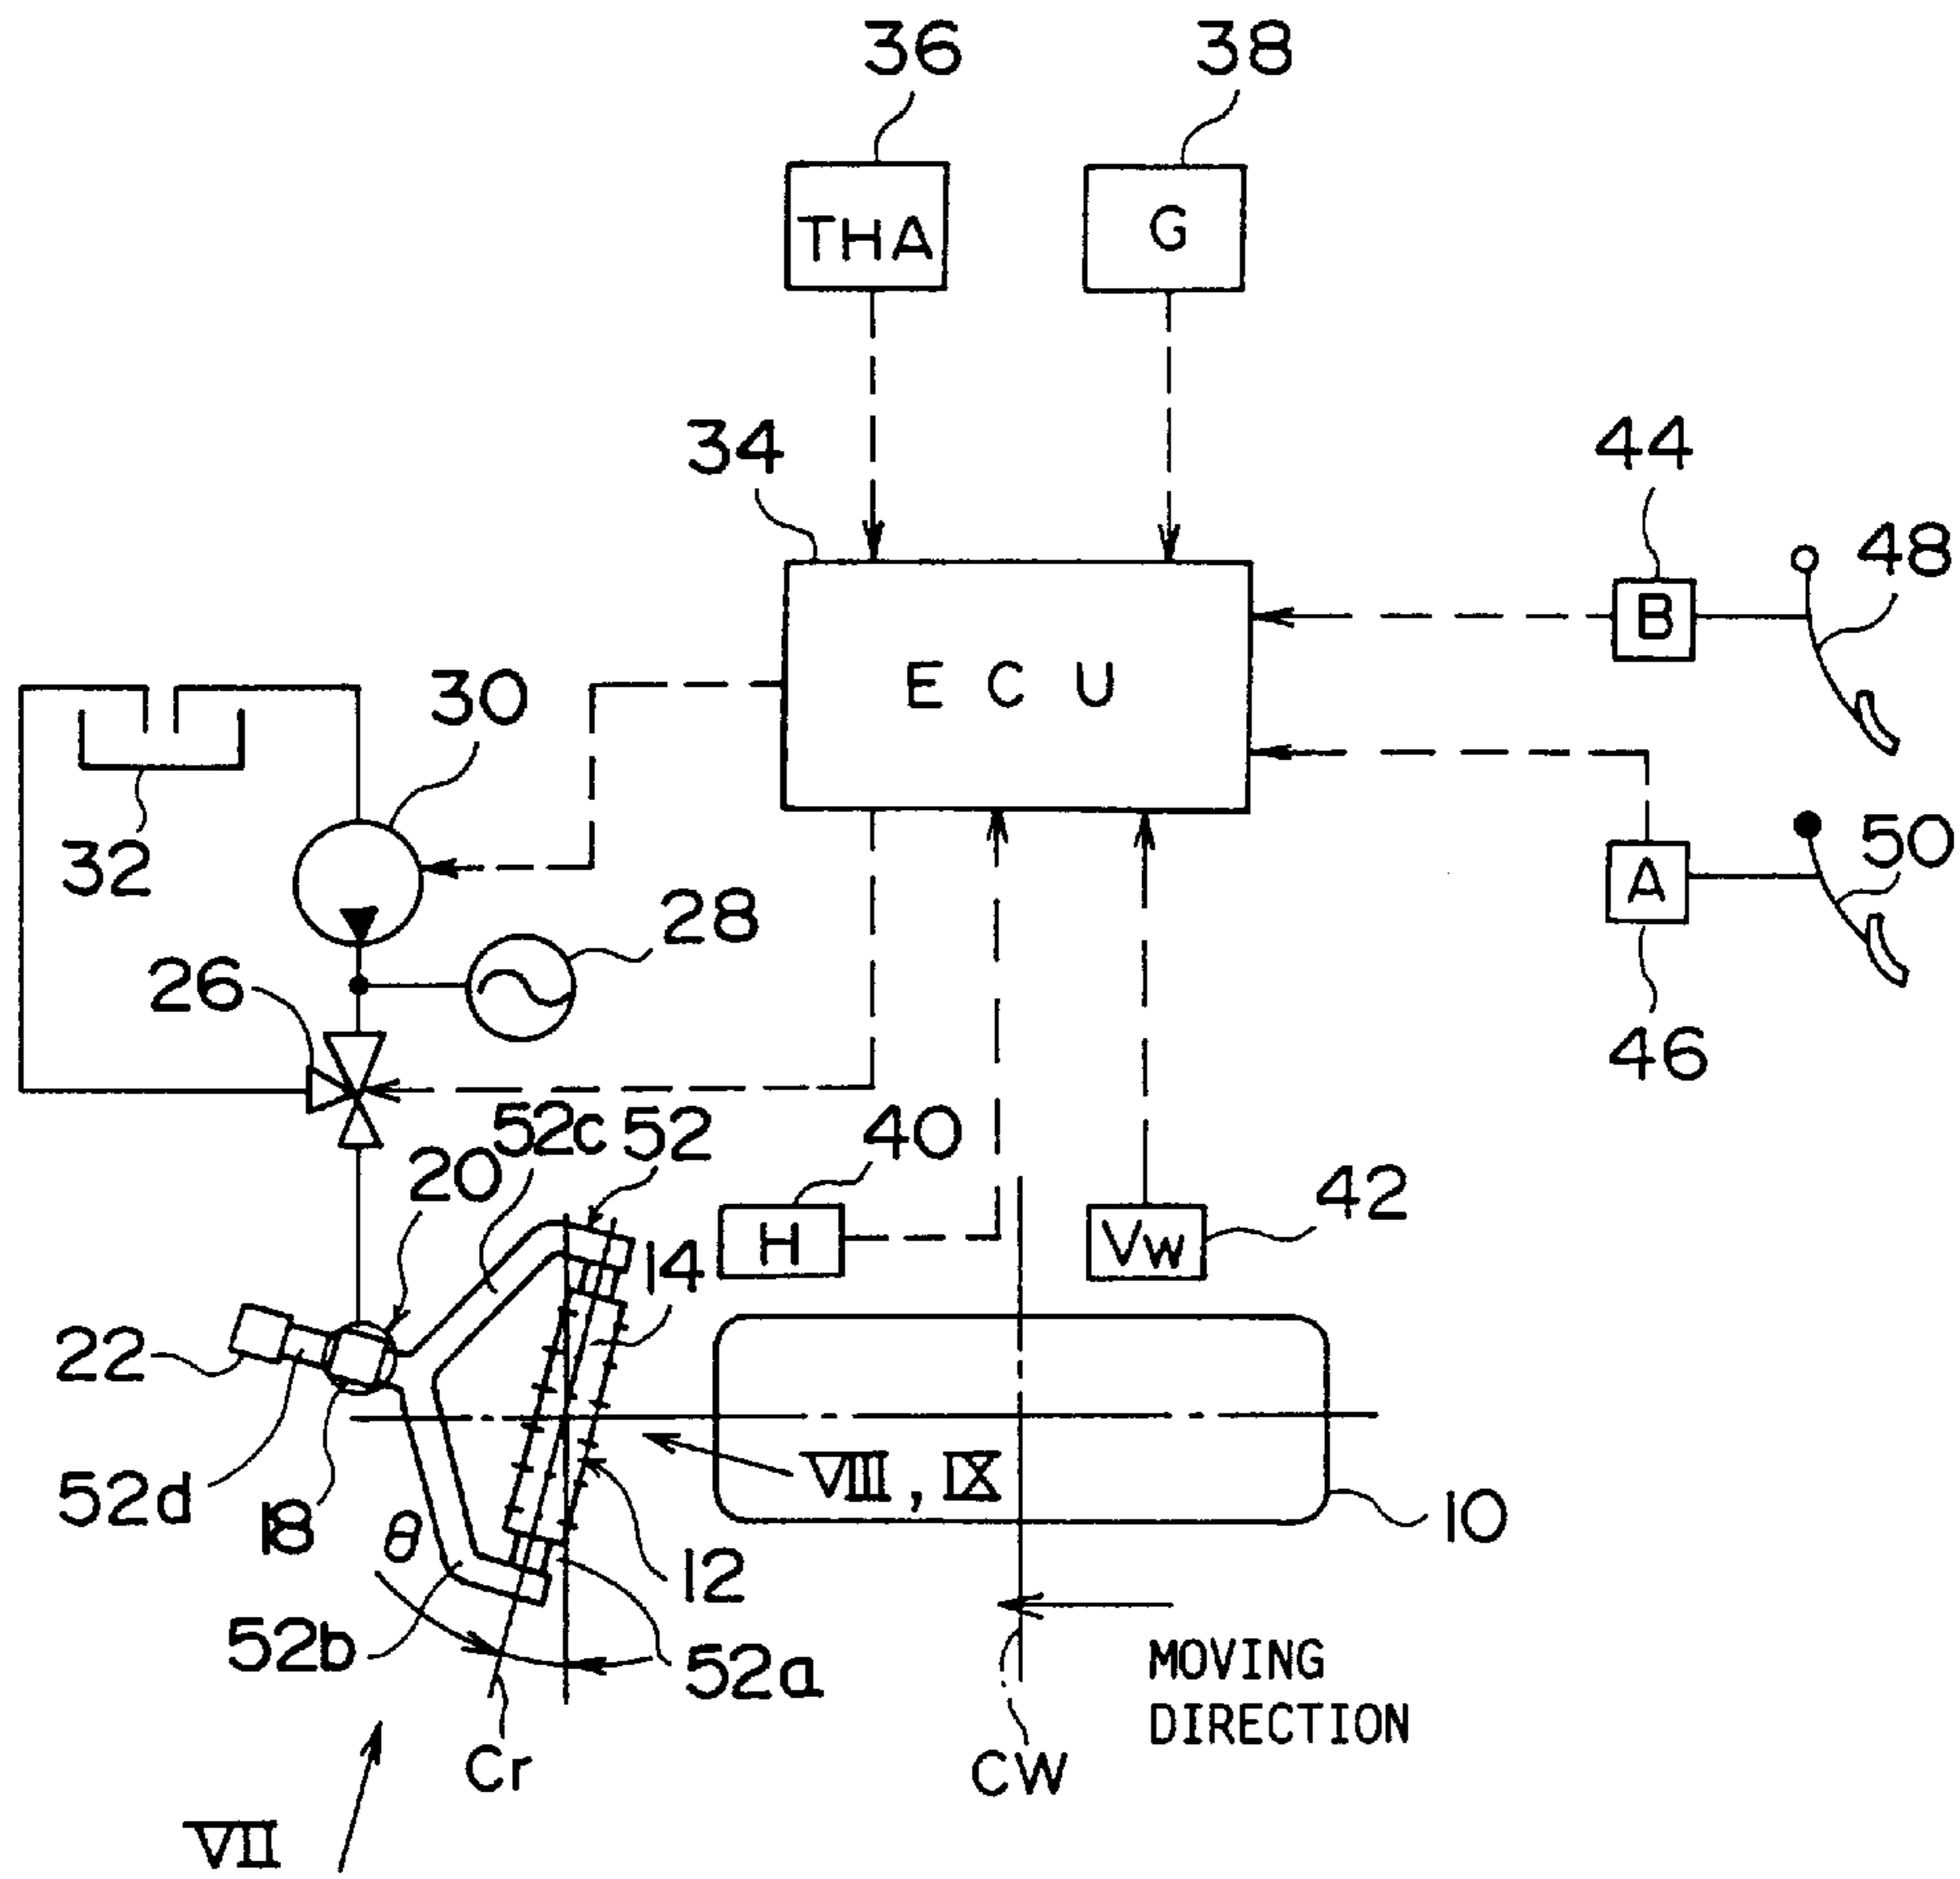 36
38
THA
G
34
44
48
B
E C U
30
32
50
A
28
26
46
52c
52
40
20
42
H
Vw
14
22
VIII, IX
52d
18
θ
10
12
52b
52a
MOVING
DIRECTION
Cr
CW
VII